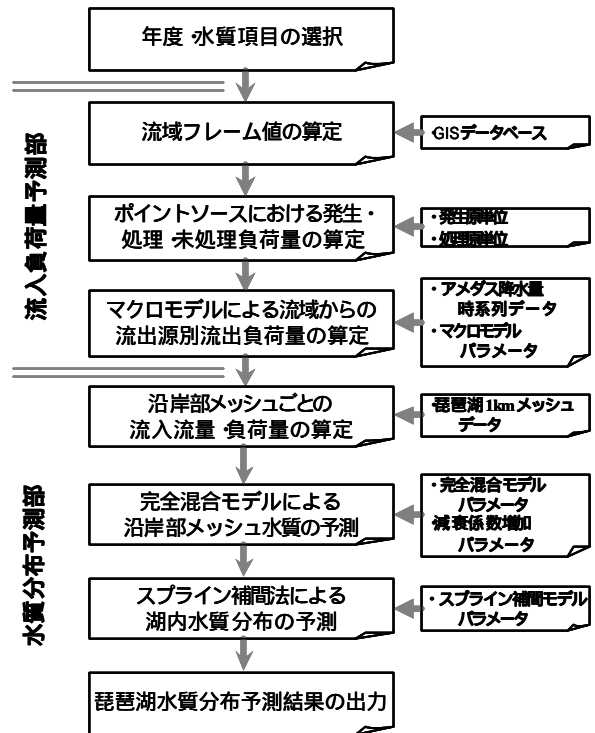 年度・水質項目の選択
流域フレーム値の算定
・GISデータベース
ポイントソースにおける発生・
処理・未処理負荷量の算定
・発生原単位
・処理原単位
マクロモデルによる流域からの
流出源別流出負荷量の算定
・アメダス降水量
時系列データ
・マクロモデル
パラメータ
流入負荷量予測部
沿岸部メッシュごとの
流入流量・負荷量の算定
・琵琶湖1kmメッシュ
データ
完全混合モデルによる
沿岸部メッシュ水質の予測
・完全混合モデル
パラメータ
・減衰係数増加
パラメータ
スプライン補間法による
湖内水質分布の予測
・スプライン補間モデル
パラメータ
水質分布予測部
琵琶湖水質分布予測結果の出力